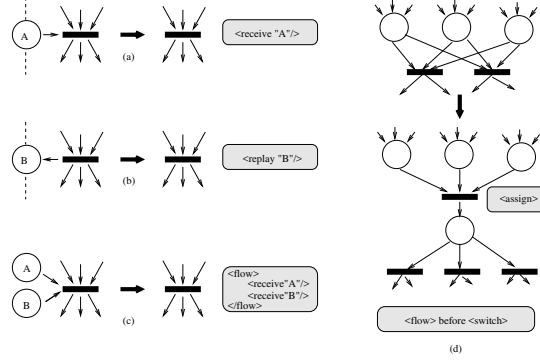 A
<receive "A"/>
(a)
B
<replay "B"/>
(b)
A
B
<flow>
<receive"A"/>
<receive"B"/>
</flow>
(c)
<assign>
<flow> before <switch>
(d)